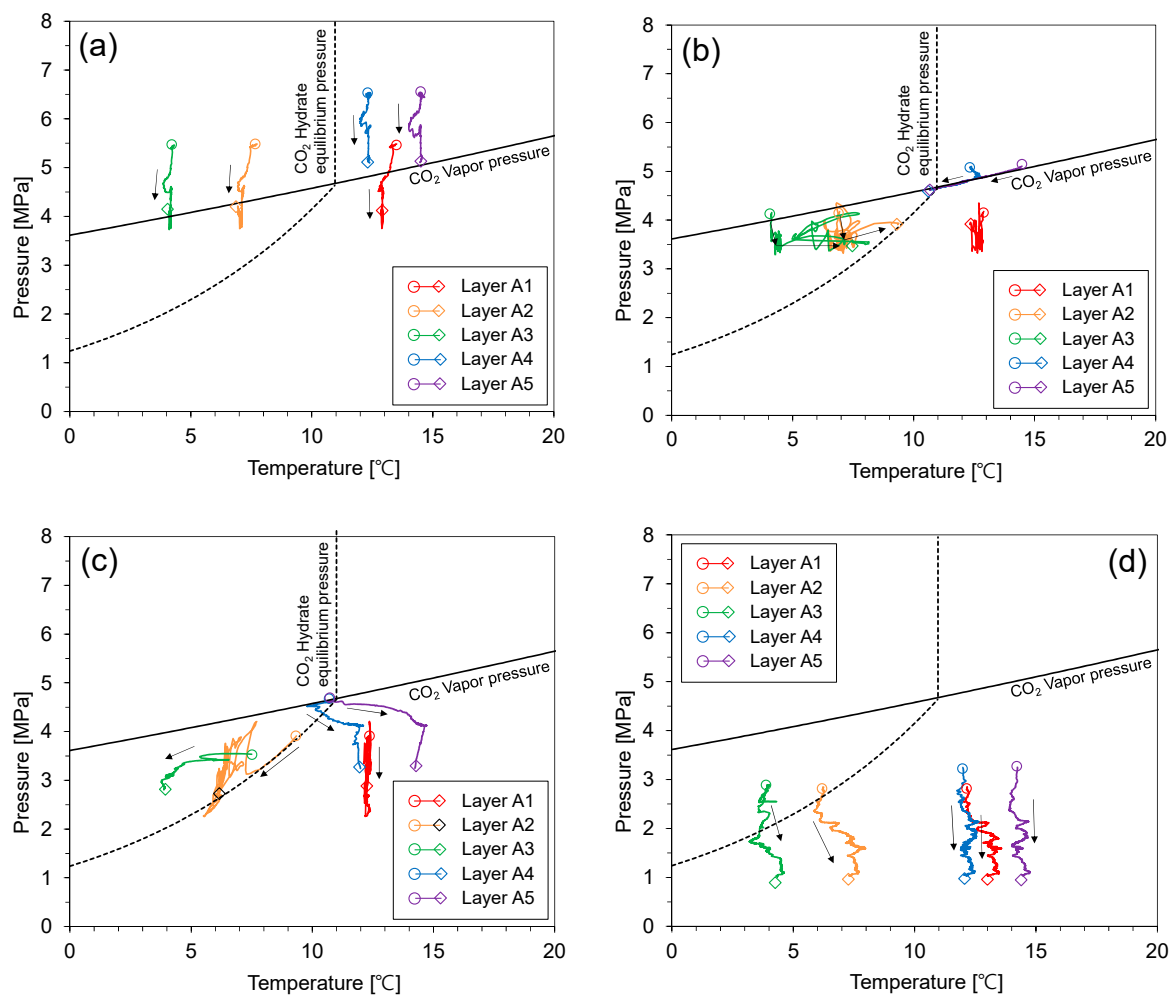 (a)
8
7
6
5
4
3
2
1
0
Pressure [MPa]
CO2 Hydrate
equilibrium pressure
CO2 Vapor pressure
Layer A1
Layer A2
Layer A3
Layer A4
Layer A5
0 5 10 15 20
Temperature [℃]
(b)
8
7
6
5
4
3
2
1
0
Pressure [MPa]
CO2 Hydrate
equilibrium pressure
CO2 Vapor pressure
Layer A1
Layer A2
Layer A3
Layer A4
Layer A5
0 5 10 15 20
Temperature [℃]
(c)
8
7
6
5
4
3
2
1
0
Pressure [MPa]
CO2 Hydrate
equilibrium pressure
CO2 Vapor pressure
Layer A1
Layer A2
Layer A3
Layer A4
Layer A5
0 5 10 15 20
Temperature [℃]
(d)
8
7
6
5
4
3
2
1
0
Pressure [MPa]
Layer A1
Layer A2
Layer A3
Layer A4
Layer A5
CO2 Vapor pressure
0 5 10 15 20
Temperature [℃]